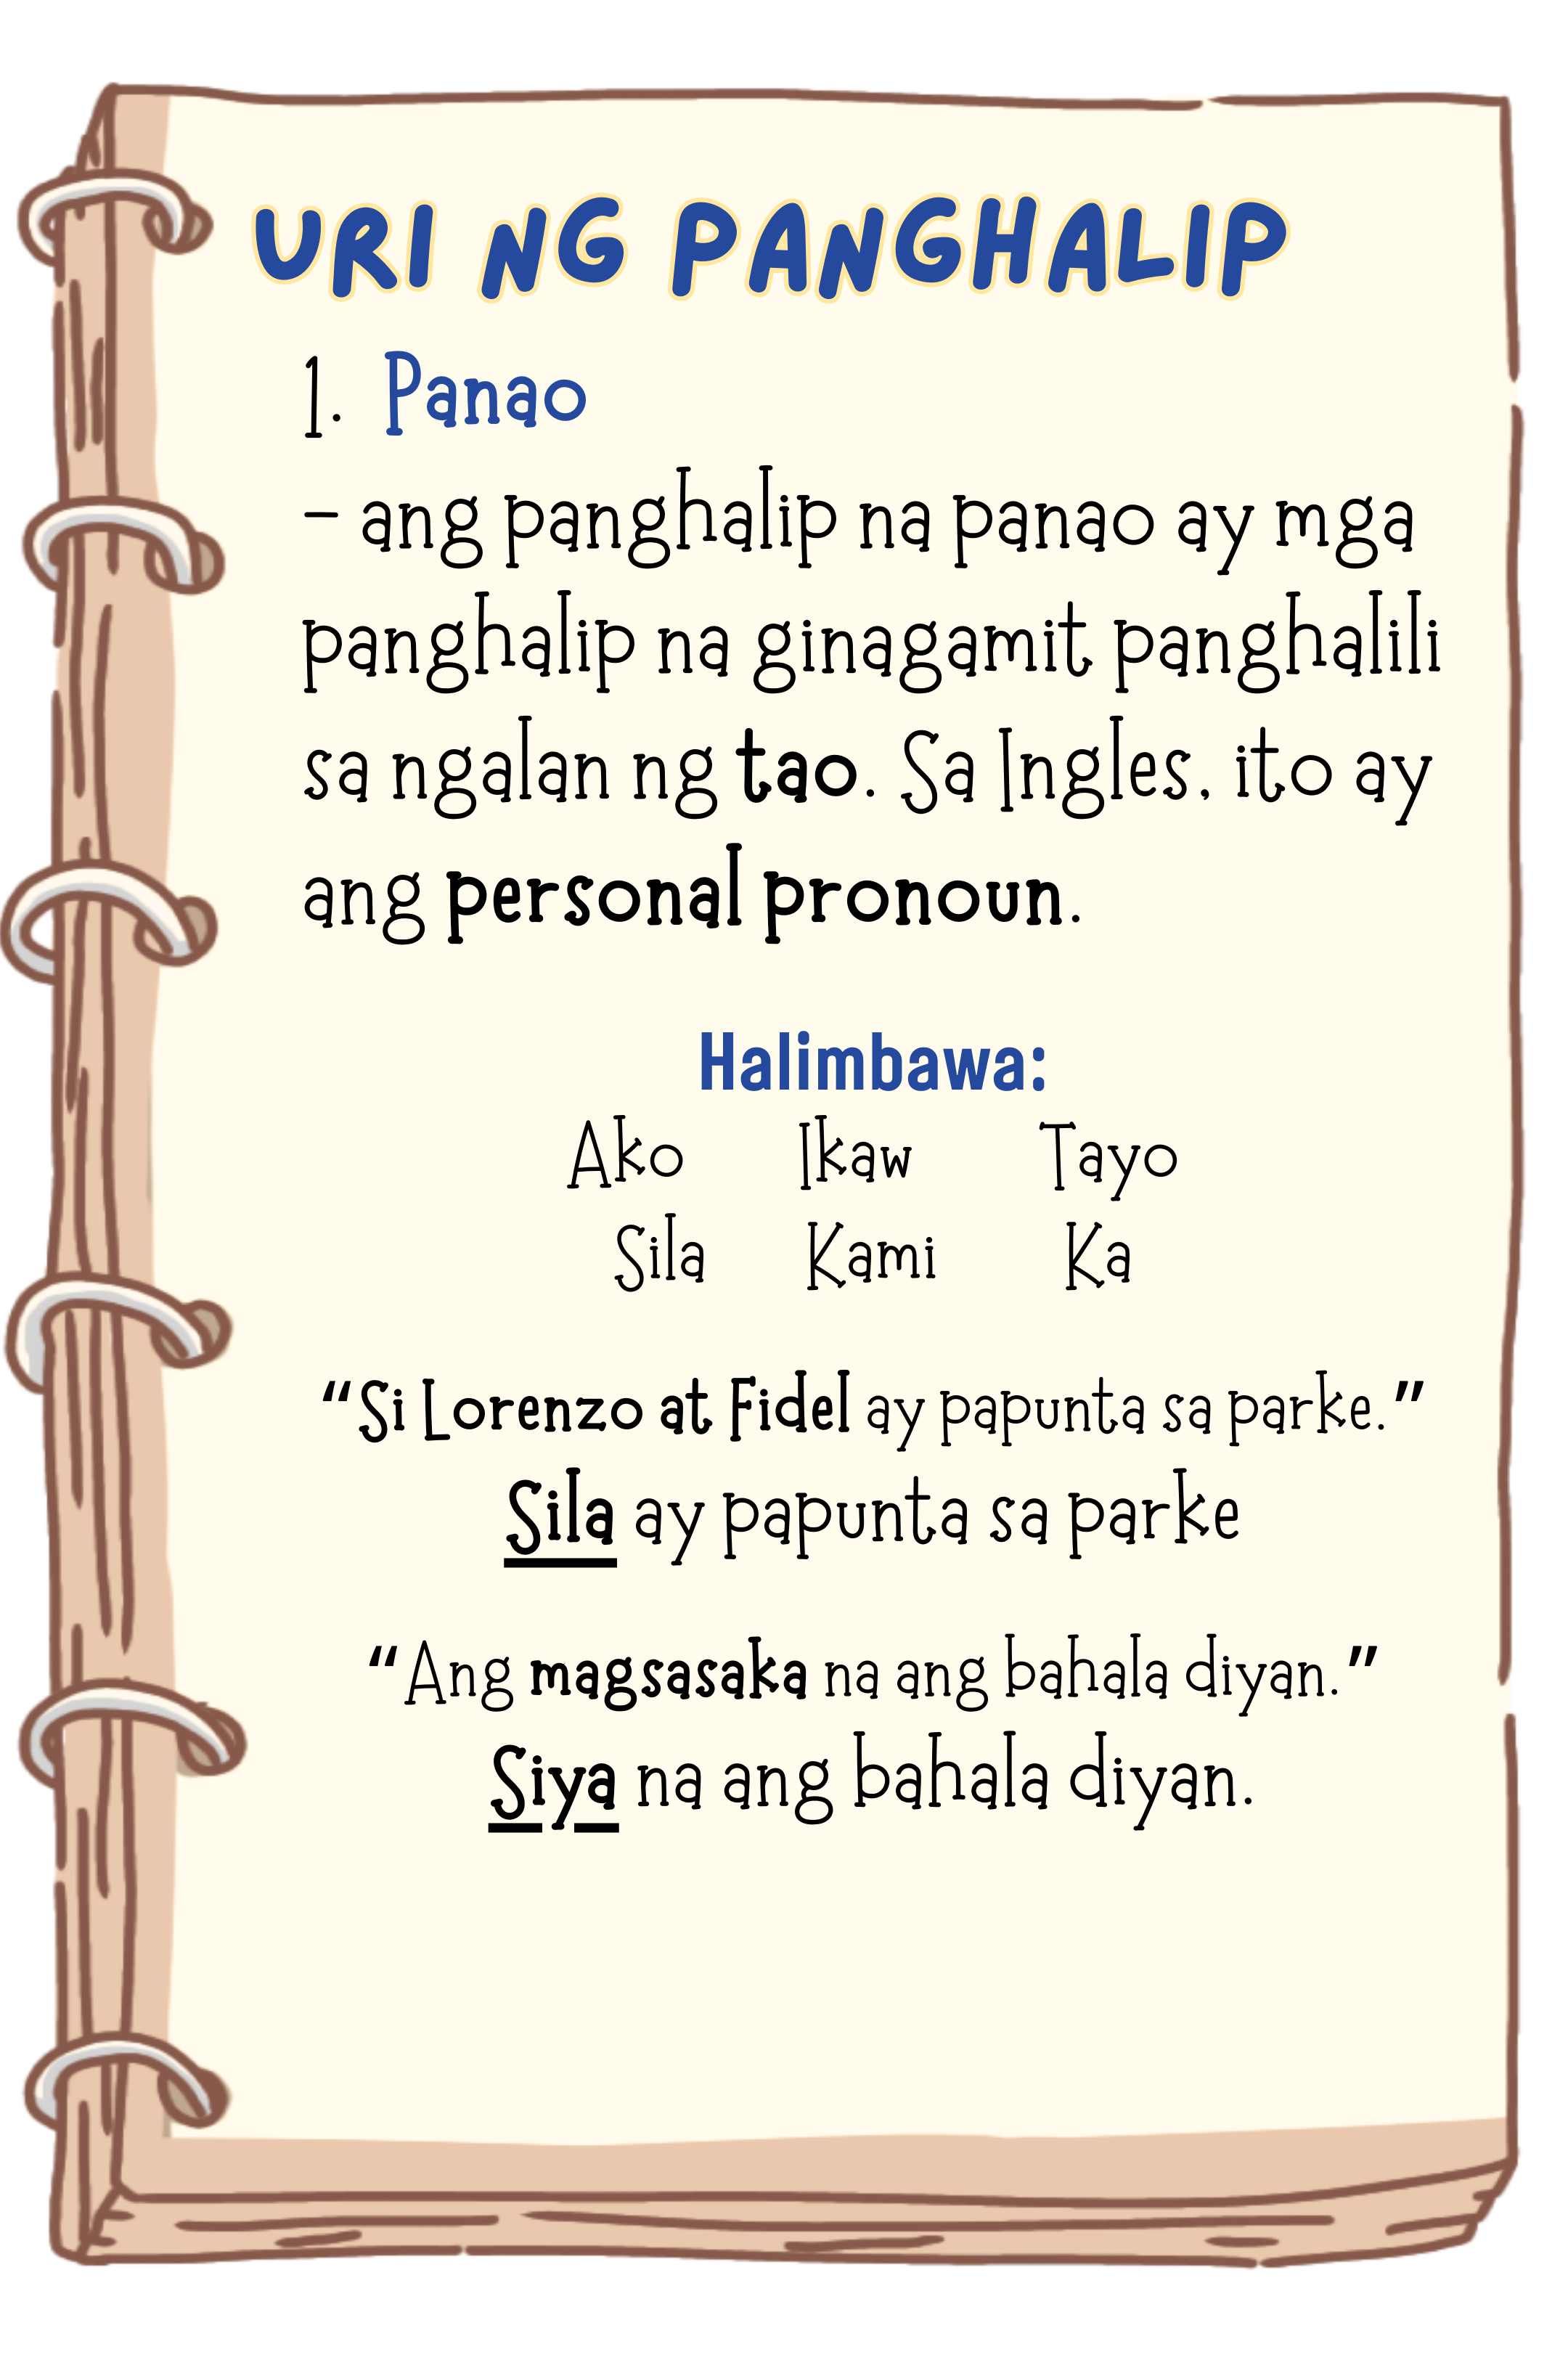 URI NG PANGHALIP
1. Panao
- ang panghalip na panao ay mga
panghalip na ginagamit panghalili
sa ngalan ng tao. Sa Ingles, ito ay
ang personal pronoun.
Halimbawa:
Ako Ikaw Tayo
Sila Kami Ka
“Si Lorenzo at Fidel ay papunta sa parke.”
Sila ay papunta sa parke
“Ang magsasaka na ang bahala diyan.”
Siya na ang bahala diyan.